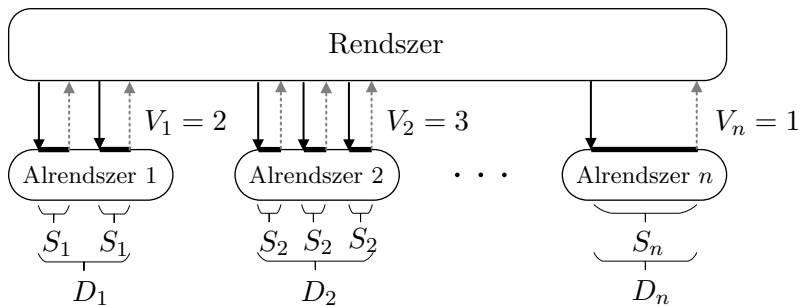 Rendszer
V₁ = 2 V₂ = 3 Vₙ = 1
Alrendszer 1 Alrendszer 2 · · · Alrendszer n
S₁ S₁ S₂ S₂ S₂ Sₙ
D₁ D₂ Dₙ